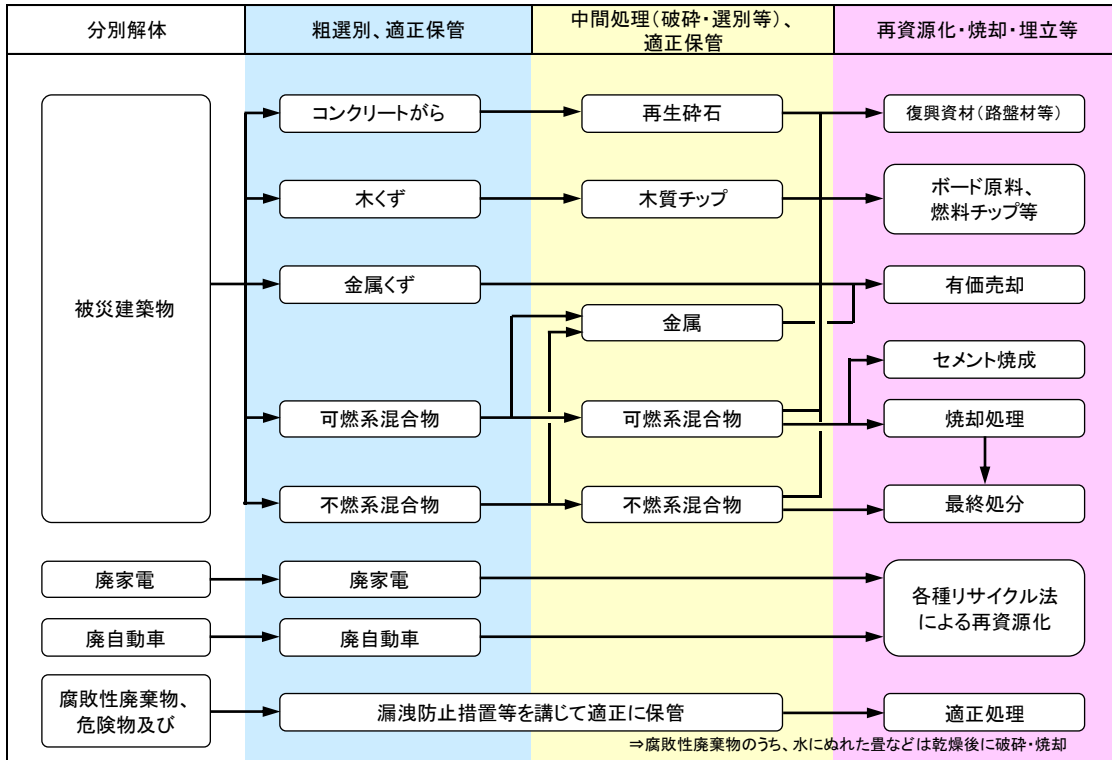 分別解体
粗選別、適正保管
中間処理（破砕・選別等）、
適正保管
再資源化・焼却・埋立等
被災建築物
コンクリートがら
再生砕石
復興資材（路盤材等）
木くず
木質チップ
ボード原料、
燃料チップ等
金属くず
有価売却
金属
セメント焼成
可燃系混合物
可燃系混合物
焼却処理
不燃系混合物
不燃系混合物
最終処分
廃家電
廃家電
各種リサイクル法
による再資源化
廃自動車
廃自動車
腐敗性廃棄物、
危険物及び
漏洩防止措置等を講じて適正に保管
適正処理
⇒腐敗性廃棄物のうち、水にぬれた畳などは乾燥後に破砕・焼却